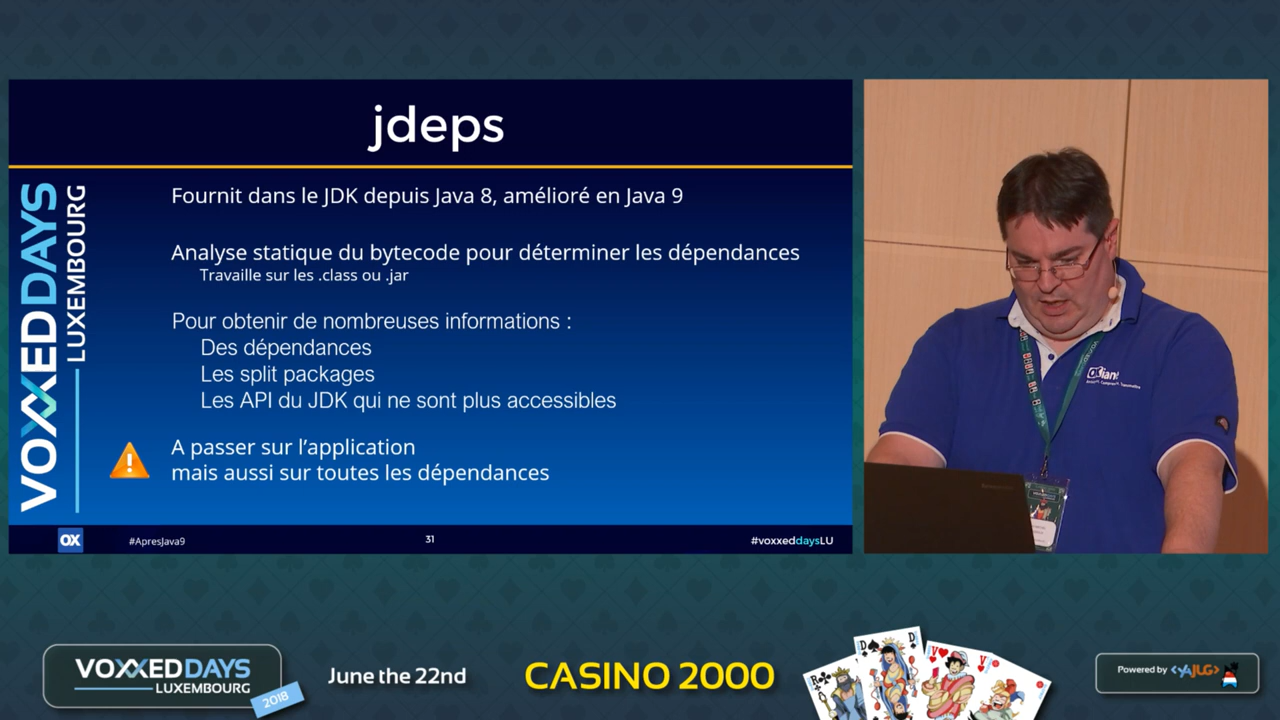 jdeps
VOXXEDDAYS
LUXEMBOURG
Fournit dans le JDK depuis Java 8, amélioré en Java 9
Analyse statique du bytecode pour déterminer les dépendances
Travaille sur les .class ou .jar
Pour obtenir de nombreuses informations :
Des dépendances
Les split packages
Les API du JDK qui ne sont plus accessibles
A passer sur l'application
mais aussi sur toutes les dépendances
OX
#ApresJava9
31
#voxxeddaysLU
VOXXEDDAYS
LUXEMBOURG
2018
June the 22nd
CASINO 2000
Powered by <YAJUG>